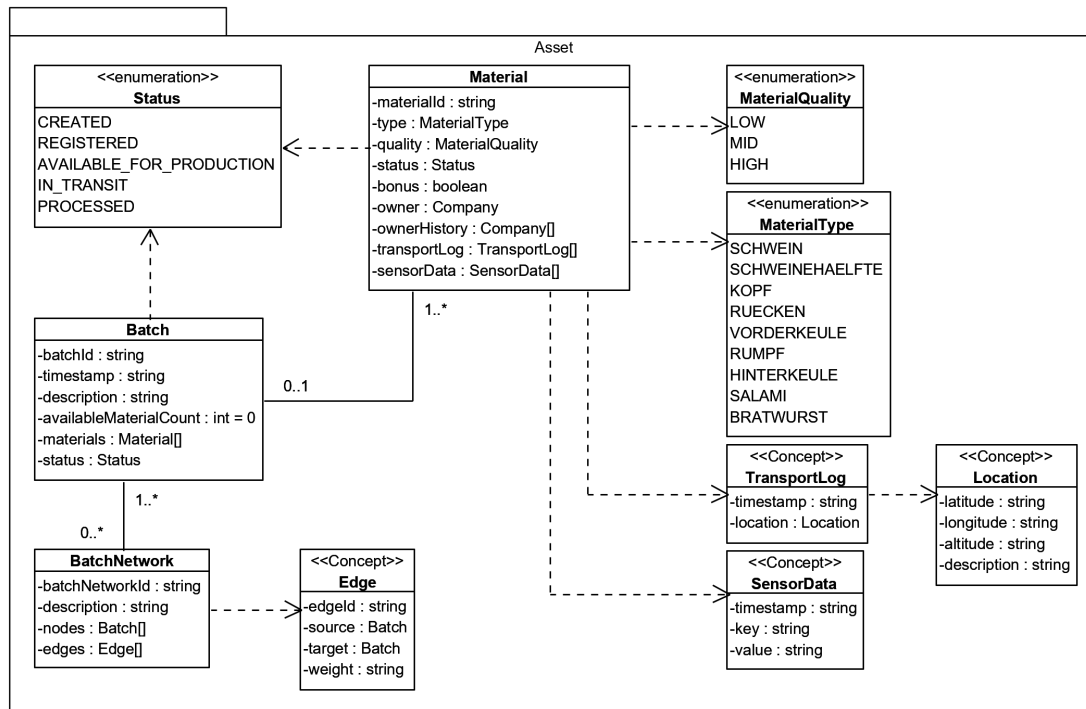 Asset
<<enumeration>>
Status
CREATED
REGISTERED
AVAILABLE_FOR_PRODUCTION
IN_TRANSIT
PROCESSED
Material
-materialId : string
-type : MaterialType
-quality : MaterialQuality
-status : Status
-bonus : boolean
-owner : Company
-ownerHistory : Company[]
-transportLog : TransportLog[]
-sensorData : SensorData[]
<<enumeration>>
MaterialQuality
LOW
MID
HIGH
<<enumeration>>
MaterialType
SCHWEIN
SCHWEINEHAELFTE
KOPF
RUECKEN
VORDERKEULE
RUMPF
HINTERKEULE
SALAMI
BRATWURST
1..*
0..1
Batch
-batchId : string
-timestamp : string
-description : string
-availableMaterialCount : int = 0
-materials : Material[]
-status : Status
1..*
0..*
BatchNetwork
-batchNetworkId : string
-description : string
-nodes : Batch[]
-edges : Edge[]
<<Concept>>
Edge
-edgeId : string
-source : Batch
-target : Batch
-weight : string
<<Concept>>
TransportLog
-timestamp : string
-location : Location
<<Concept>>
Location
-latitude : string
-longitude : string
-altitude : string
-description : string
<<Concept>>
SensorData
-timestamp : string
-key : string
-value : string